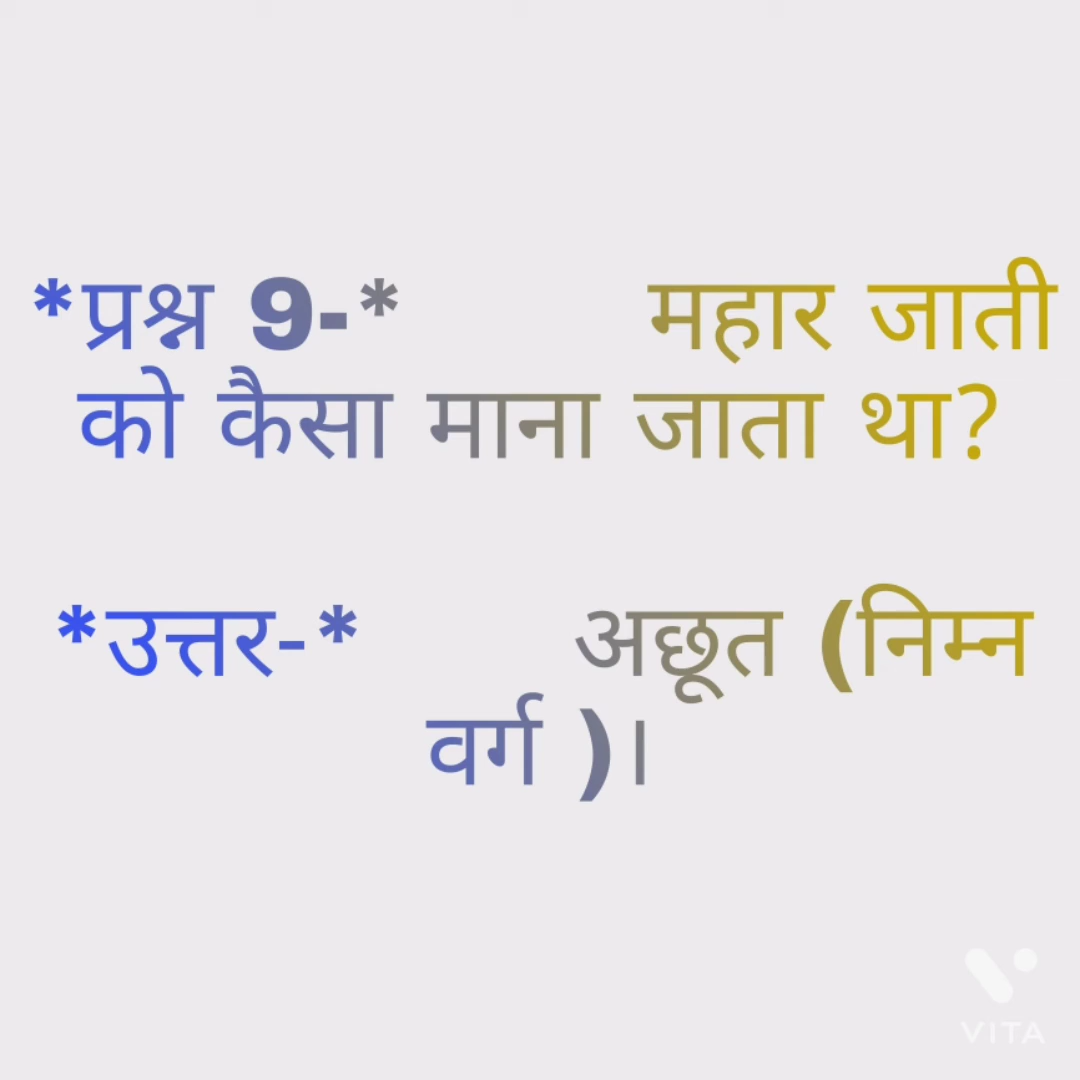 *प्रश्न 9-* महार जाती
को कैसा माना जाता था?
*उत्तर-* अछूत (निम्न
वर्ग )।
VITA